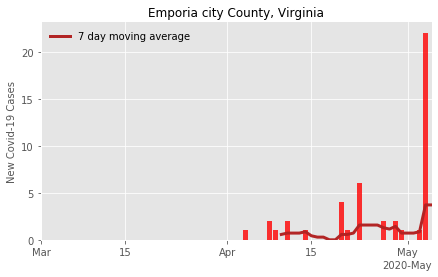 Emporia city County, Virginia
7 day moving average
New Covid-19 Cases
20
15
10
5
0
Mar 15 Apr 15 May
2020-May